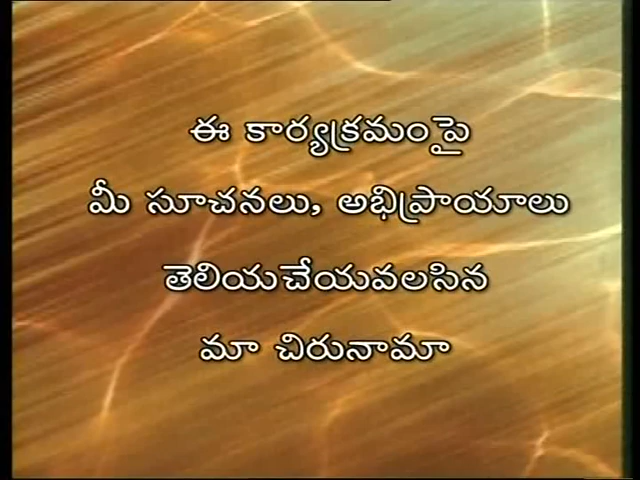 ఈ కార్యక్రమంపై
మీ సూచనలు, అభిప్రాయాలు
తెలియచేయవలసిన
మా చిరునామా